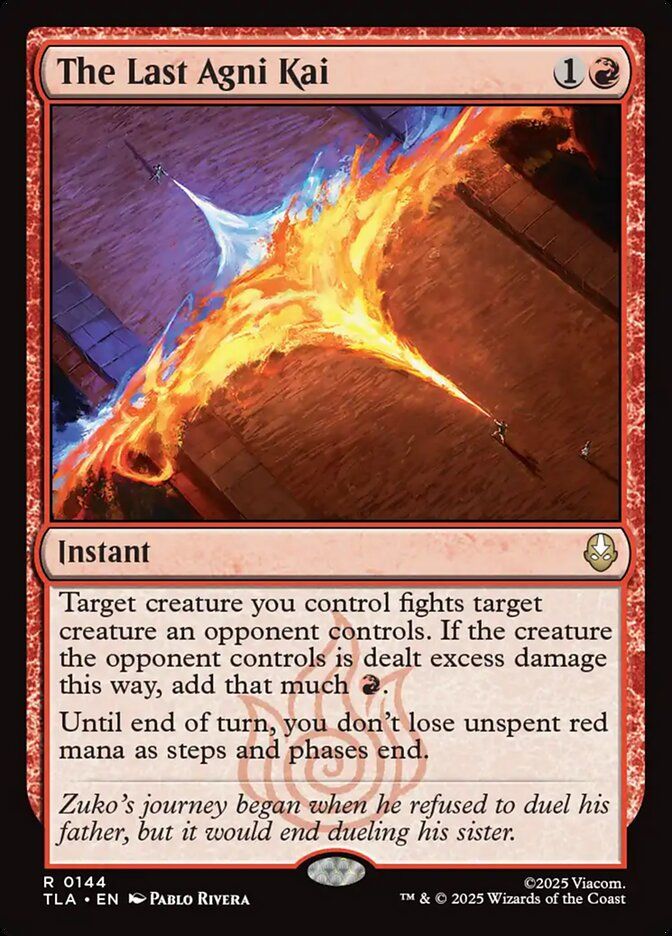 The Last Agni Kai 1
Instant
Target creature you control fights target
creature an opponent controls. If the creature
the opponent controls is dealt excess damage
this way, add that much .
Until end of turn, you don't lose unspent red
mana as steps and phases end.
Zuko's journey began when he refused to duel his
father, but it would end dueling his sister.
R 0144
©2025 Viacom.
TLA • EN Pablo Rivera
™ & © 2025 Wizards of the Coast